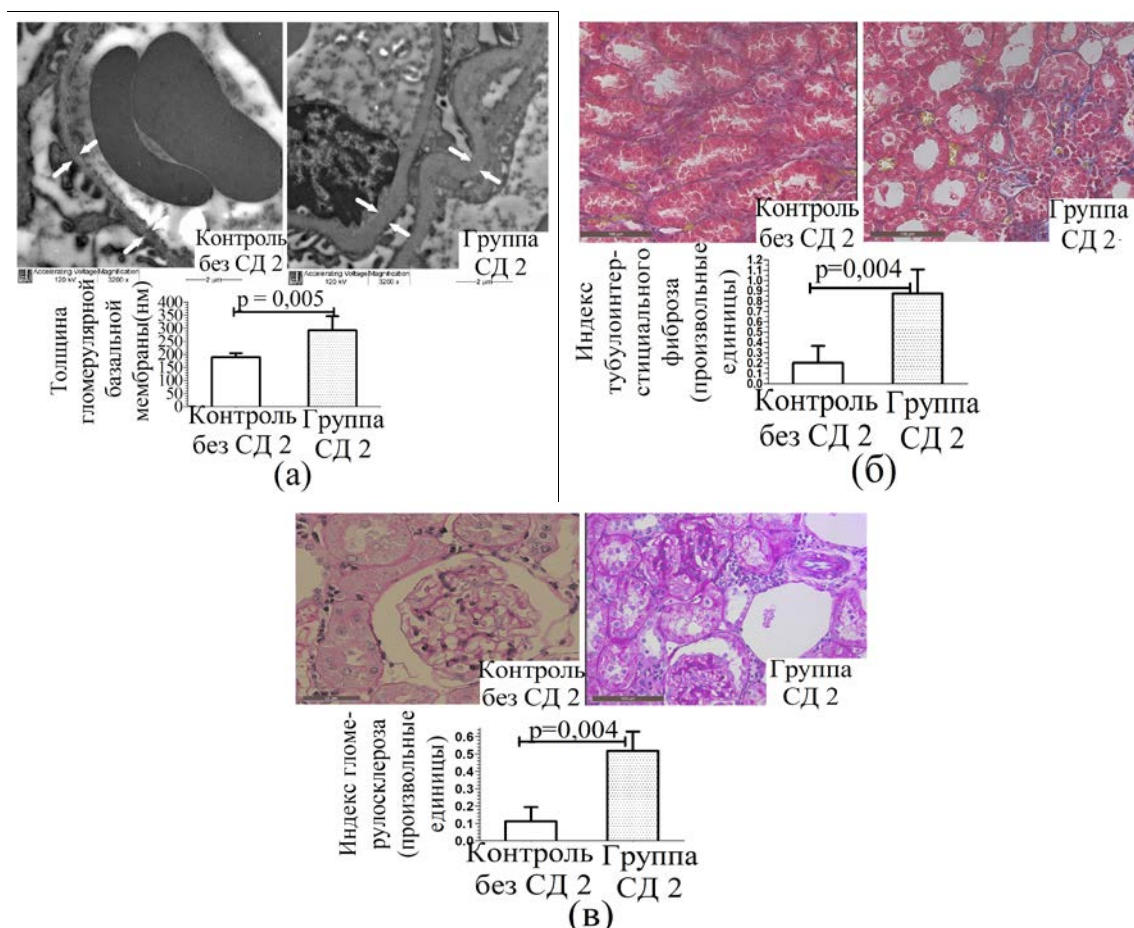 Контроль
без СД 2
Группа
СД 2
Accelerating Voltage Magnification
120 kV 3200 x 2 µm
Accelerating Voltage Magnification
120 kV 3200 x 2 µm
Толщина
гломерулярной
базальной
мембраны(нм)
400
350
300
250
200
150
100
50
0
p = 0,005
Контроль
без СД 2
Группа
СД 2
(а)
Контроль
без СД 2
Группа
СД 2
Индекс
тубулоинтер-
стициального
фиброза
(произвольные
единицы)
1.2
1.1
1.0
0.9
0.8
0.7
0.6
0.5
0.4
0.3
0.2
0.1
0.0
p=0,004
Контроль
без СД 2
Группа
СД 2
(б)
Контроль
без СД 2
Группа
СД 2
Индекс гломе-
рулосклероза
(произвольные
единицы)
0.6
0.5
0.4
0.3
0.2
0.1
0.0
p=0,004
Контроль
без СД 2
Группа
СД 2
(в)